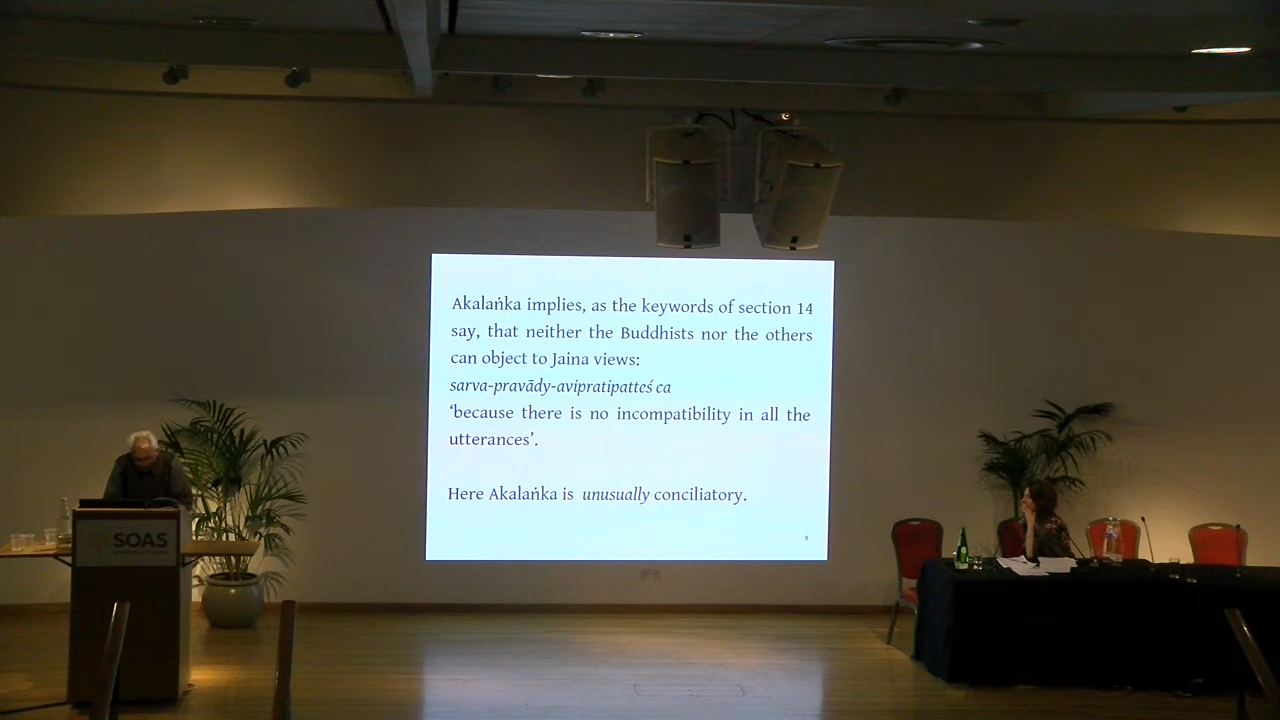 Akalaṅka implies, as the keywords of section 14
say, that neither the Buddhists nor the others
can object to Jaina views:
sarva-pravādy-avipratipatteś ca
‘because there is no incompatibility in all the
utterances’.
Here Akalaṅka is unusually conciliatory.
9
SOAS